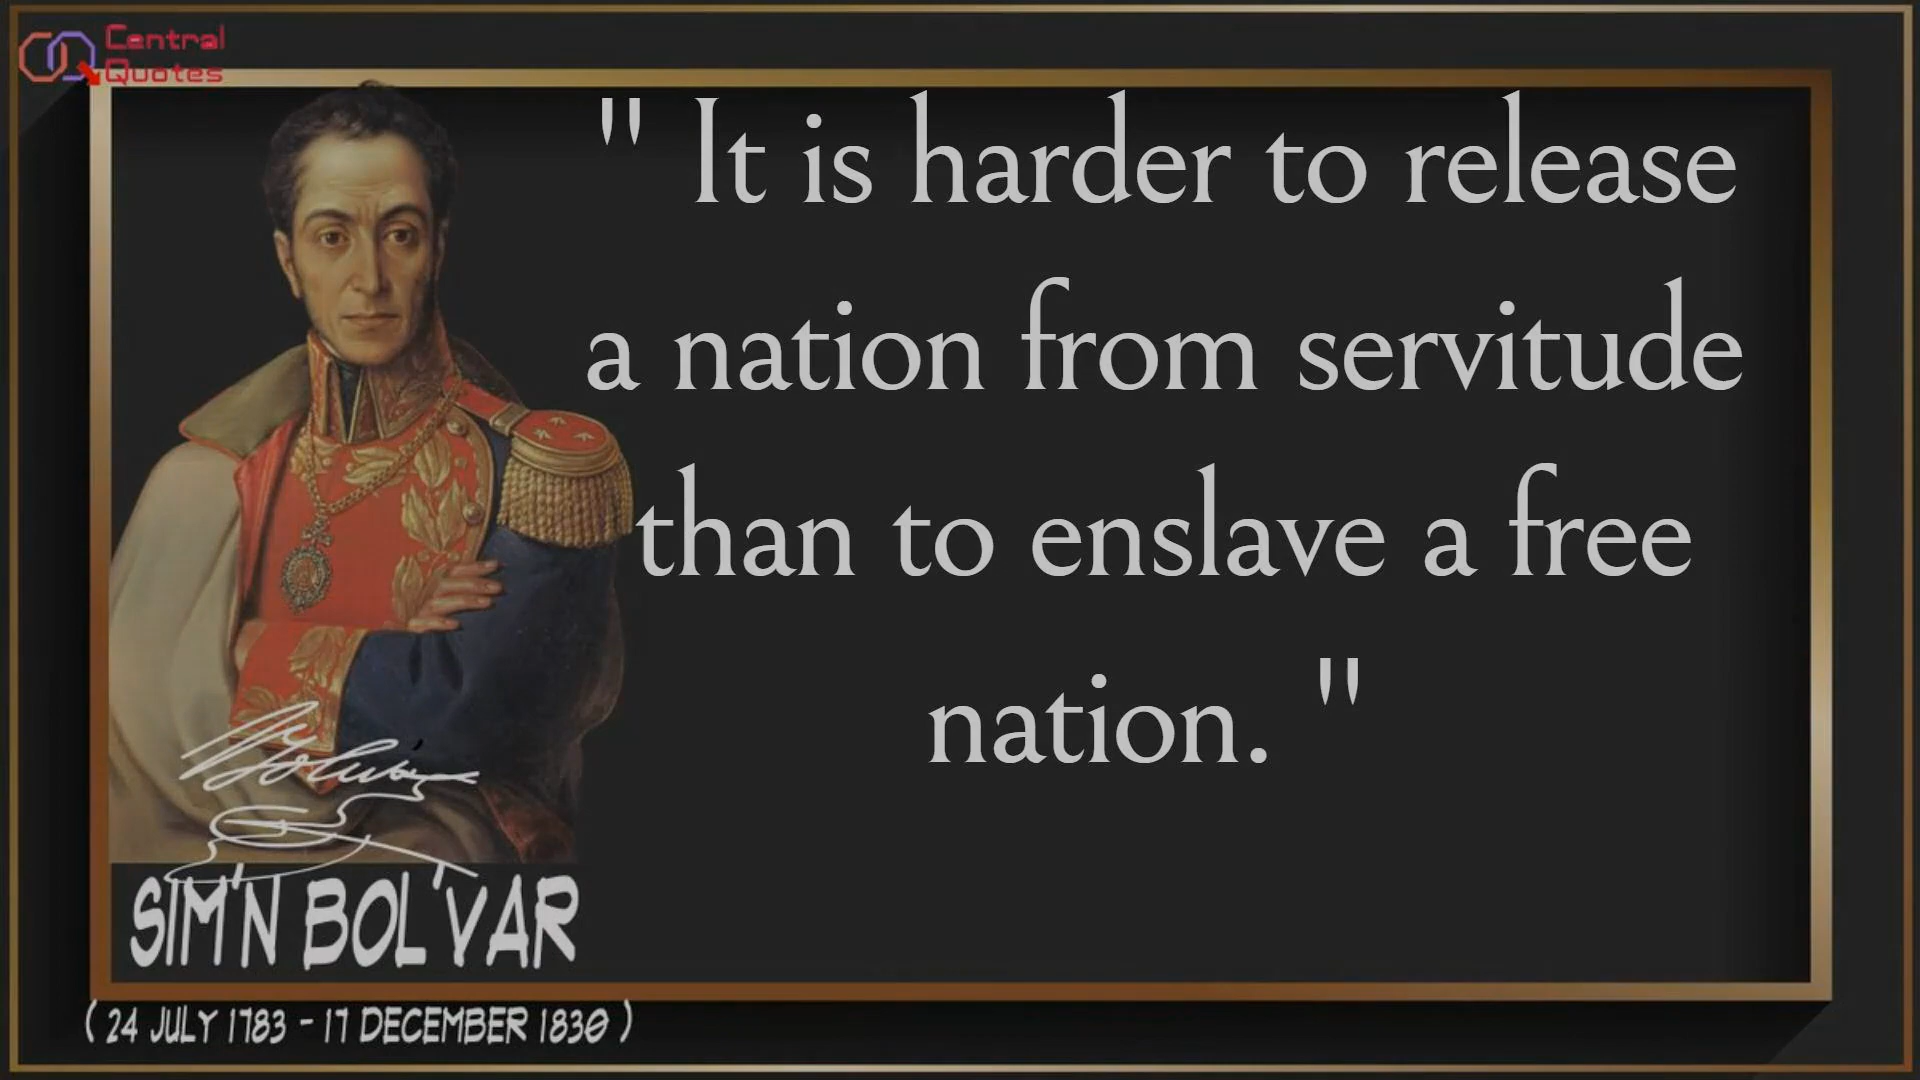 Central
Quotes
" It is harder to release
a nation from servitude
than to enslave a free
nation. "
Bolívar
SIM'N BOL'VAR
( 24 JULY 1783 - 17 DECEMBER 1830 )